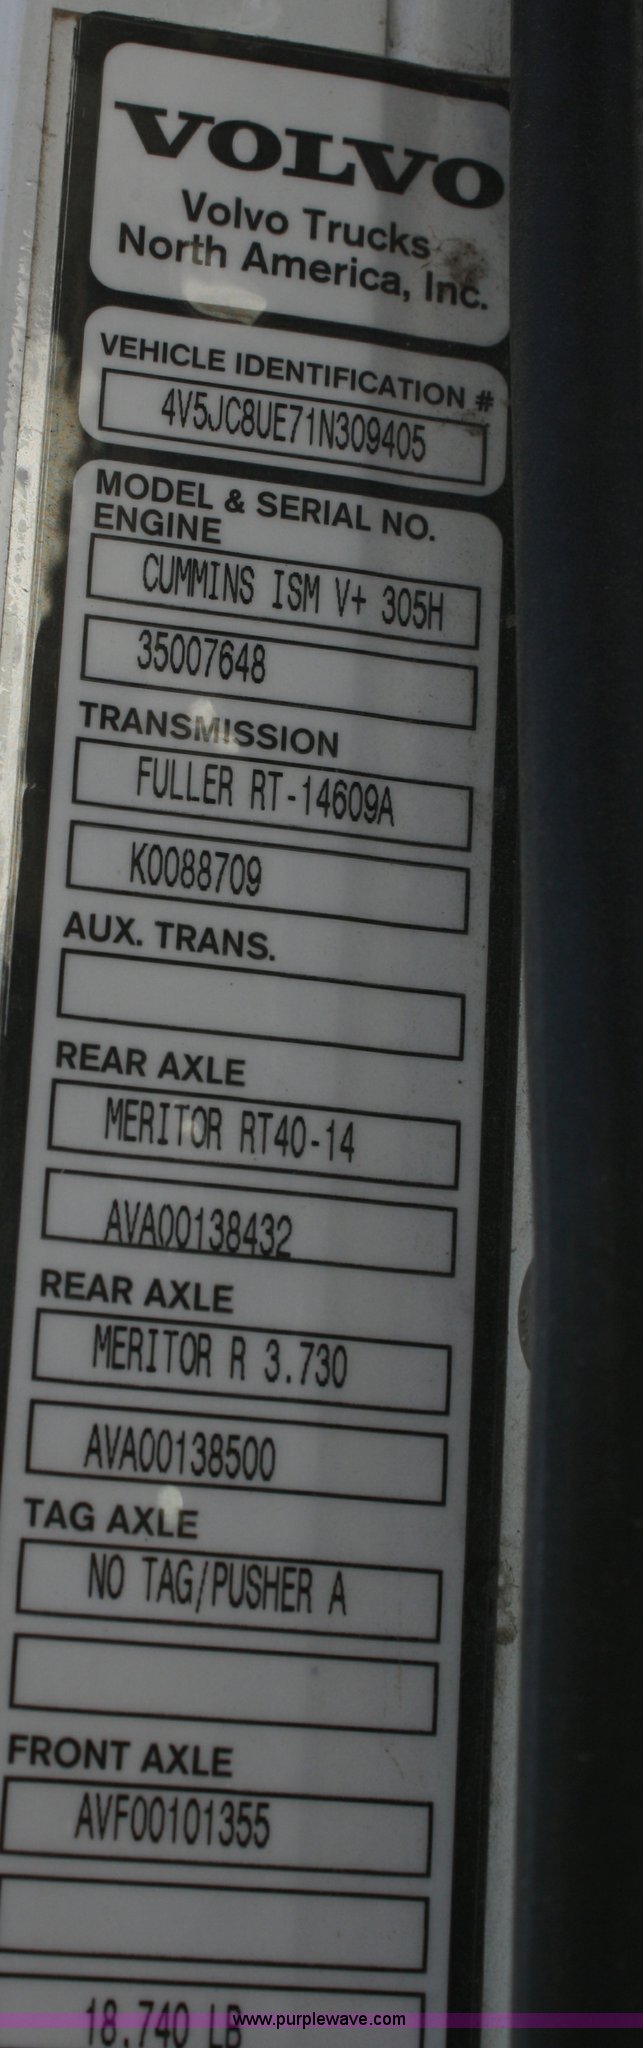 VOLVO
Volvo Trucks
North America, Inc.
VEHICLE IDENTIFICATION #
4V5JC8UE71N309405
MODEL & SERIAL NO.
ENGINE
CUMMINS ISM V+ 305H
35007648
TRANSMISSION
FULLER RT-14609A
K0088709
AUX. TRANS.
REAR AXLE
MERITOR RT40-14
AVA00138432
REAR AXLE
MERITOR R 3.730
AVA00138500
TAG AXLE
NO TAG/PUSHER A
FRONT AXLE
AVF00101355
18,740 LB
www.purplewave.com